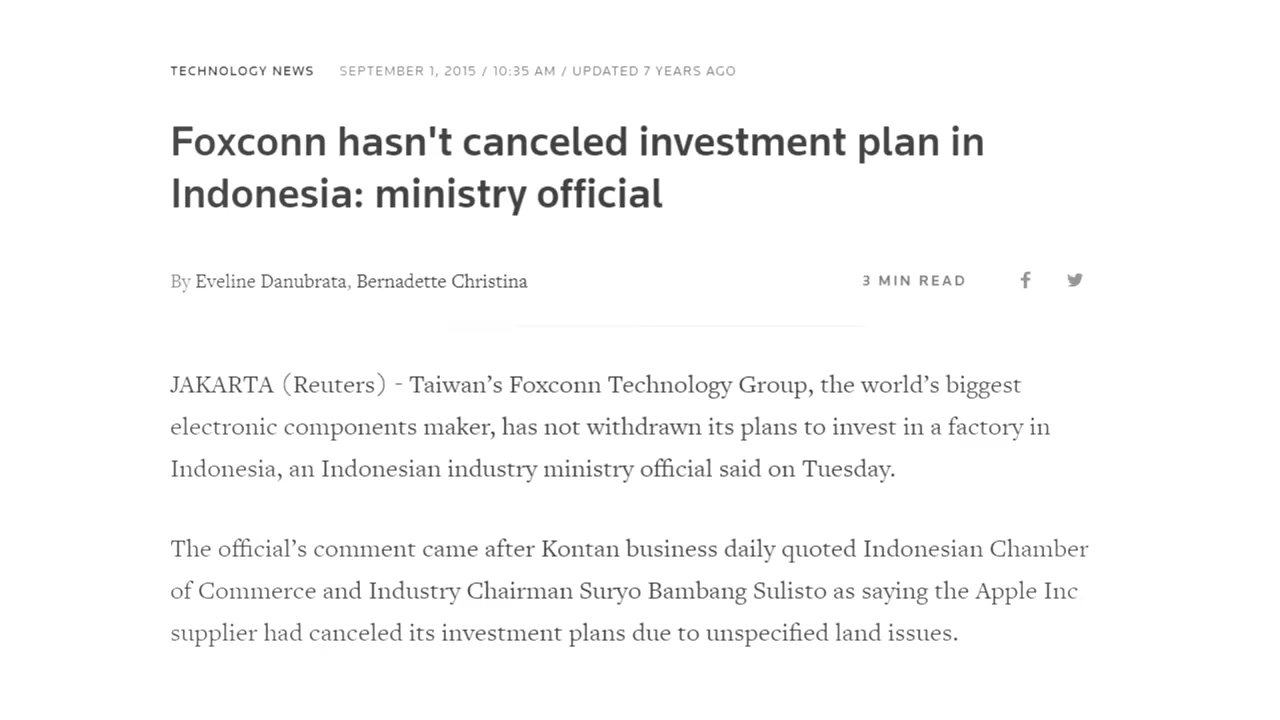 TECHNOLOGY NEWS SEPTEMBER 1, 2015 / 10:35 AM / UPDATED 7 YEARS AGO
Foxconn hasn't canceled investment plan in
Indonesia: ministry official
By Eveline Danubrata, Bernadette Christina 3 MIN READ
JAKARTA (Reuters) - Taiwan’s Foxconn Technology Group, the world’s biggest
electronic components maker, has not withdrawn its plans to invest in a factory in
Indonesia, an Indonesian industry ministry official said on Tuesday.
The official’s comment came after Kontan business daily quoted Indonesian Chamber
of Commerce and Industry Chairman Suryo Bambang Sulisto as saying the Apple Inc
supplier had canceled its investment plans due to unspecified land issues.